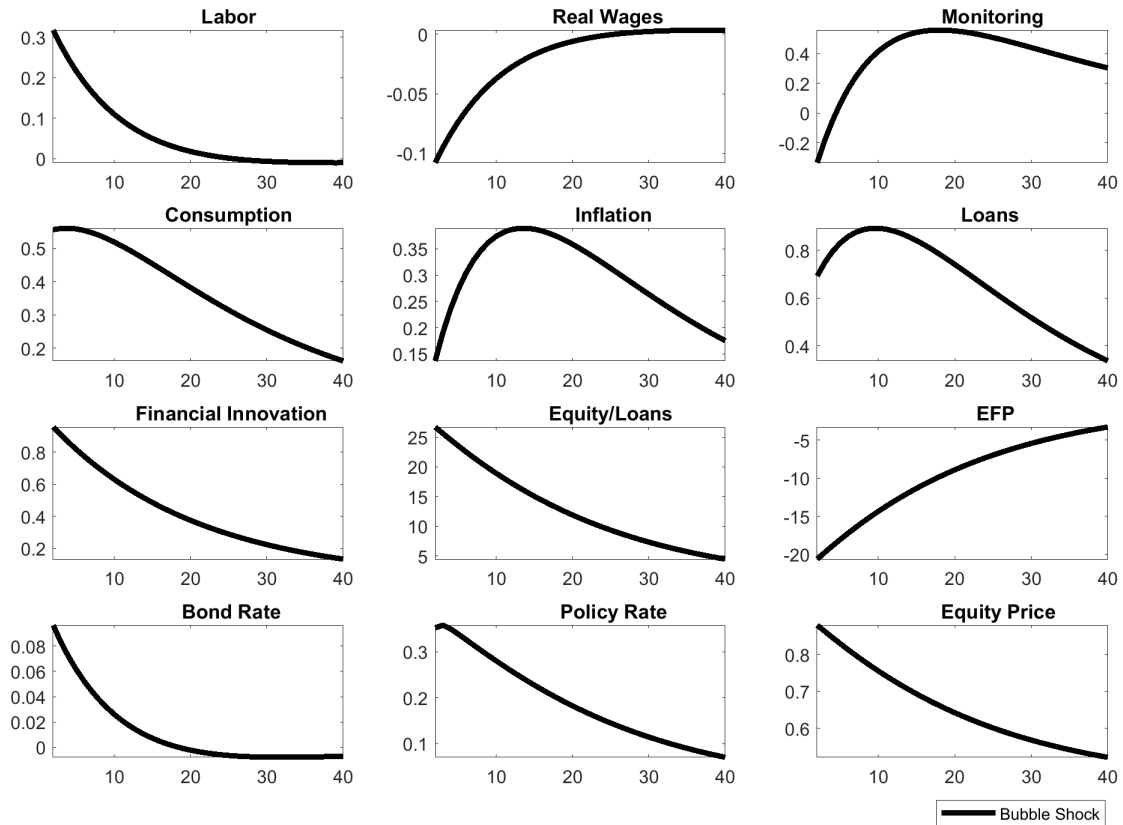 Labor
0.3
0.2
0.1
0
10 20 30 40
Real Wages
0
-0.05
-0.1
10 20 30 40
Monitoring
0.4
0.2
0
-0.2
10 20 30 40
Consumption
0.5
0.4
0.3
0.2
10 20 30 40
Inflation
0.35
0.3
0.25
0.2
0.15
10 20 30 40
Loans
0.8
0.6
0.4
10 20 30 40
Financial Innovation
0.8
0.6
0.4
0.2
10 20 30 40
Equity/Loans
25
20
15
10
5
10 20 30 40
EFP
-5
-10
-15
-20
10 20 30 40
Bond Rate
0.08
0.06
0.04
0.02
0
10 20 30 40
Policy Rate
0.3
0.2
0.1
10 20 30 40
Equity Price
0.8
0.7
0.6
10 20 30 40
Bubble Shock